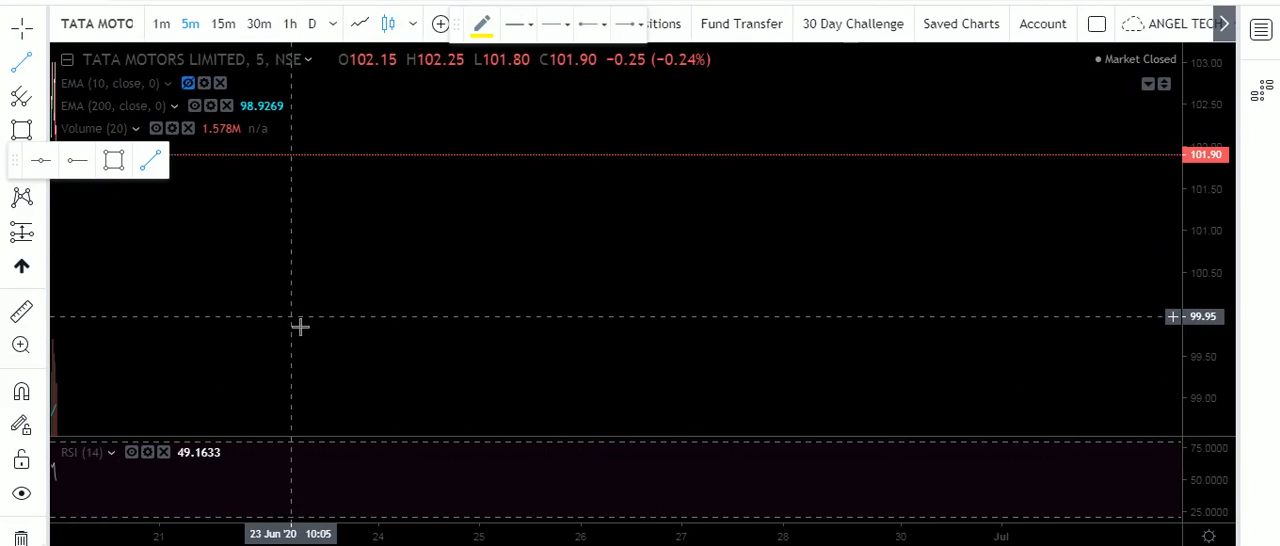 TATA MOTO 1m 5m 15m 30m 1h D sitions Fund Transfer 30 Day Challenge Saved Charts Account ANGEL TECH
TATA MOTORS LIMITED, 5, NSE O102.15 H102.25 L101.80 C101.90 −0.25 (−0.24%) Market Closed
EMA (10, close, 0)
EMA (200, close, 0) 98.9269
Volume (20) 1.578M n/a
103.00
102.50
101.90
101.50
101.00
100.50
99.95
99.50
99.00
RSI (14) 49.1633
75.0000
50.0000
25.0000
21 23 Jun '20 10:05 24 25 26 27 28 30 Jul